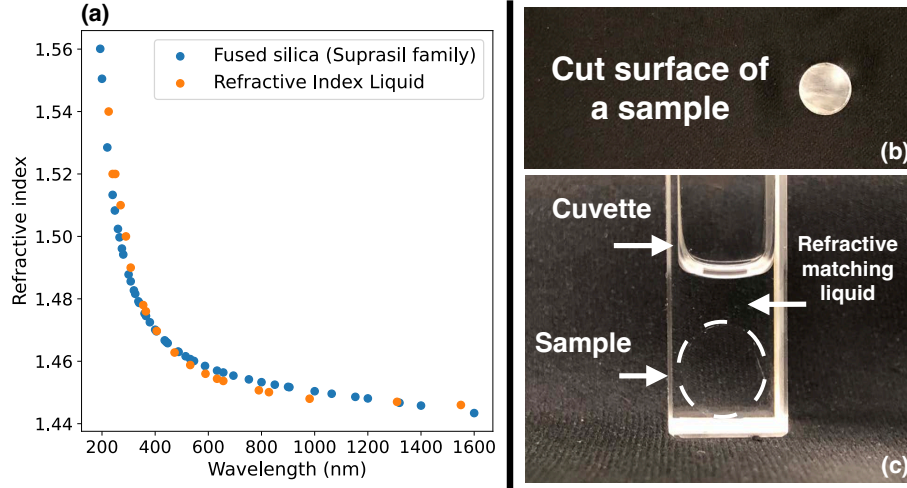 (a)
Fused silica (Suprasil family)
Refractive Index Liquid
Refractive index
1.56
1.54
1.52
1.50
1.48
1.46
1.44
200 400 600 800 1000 1200 1400 1600
Wavelength (nm)
Cut surface of
a sample
(b)
Cuvette
Refractive
matching
liquid
Sample
(c)